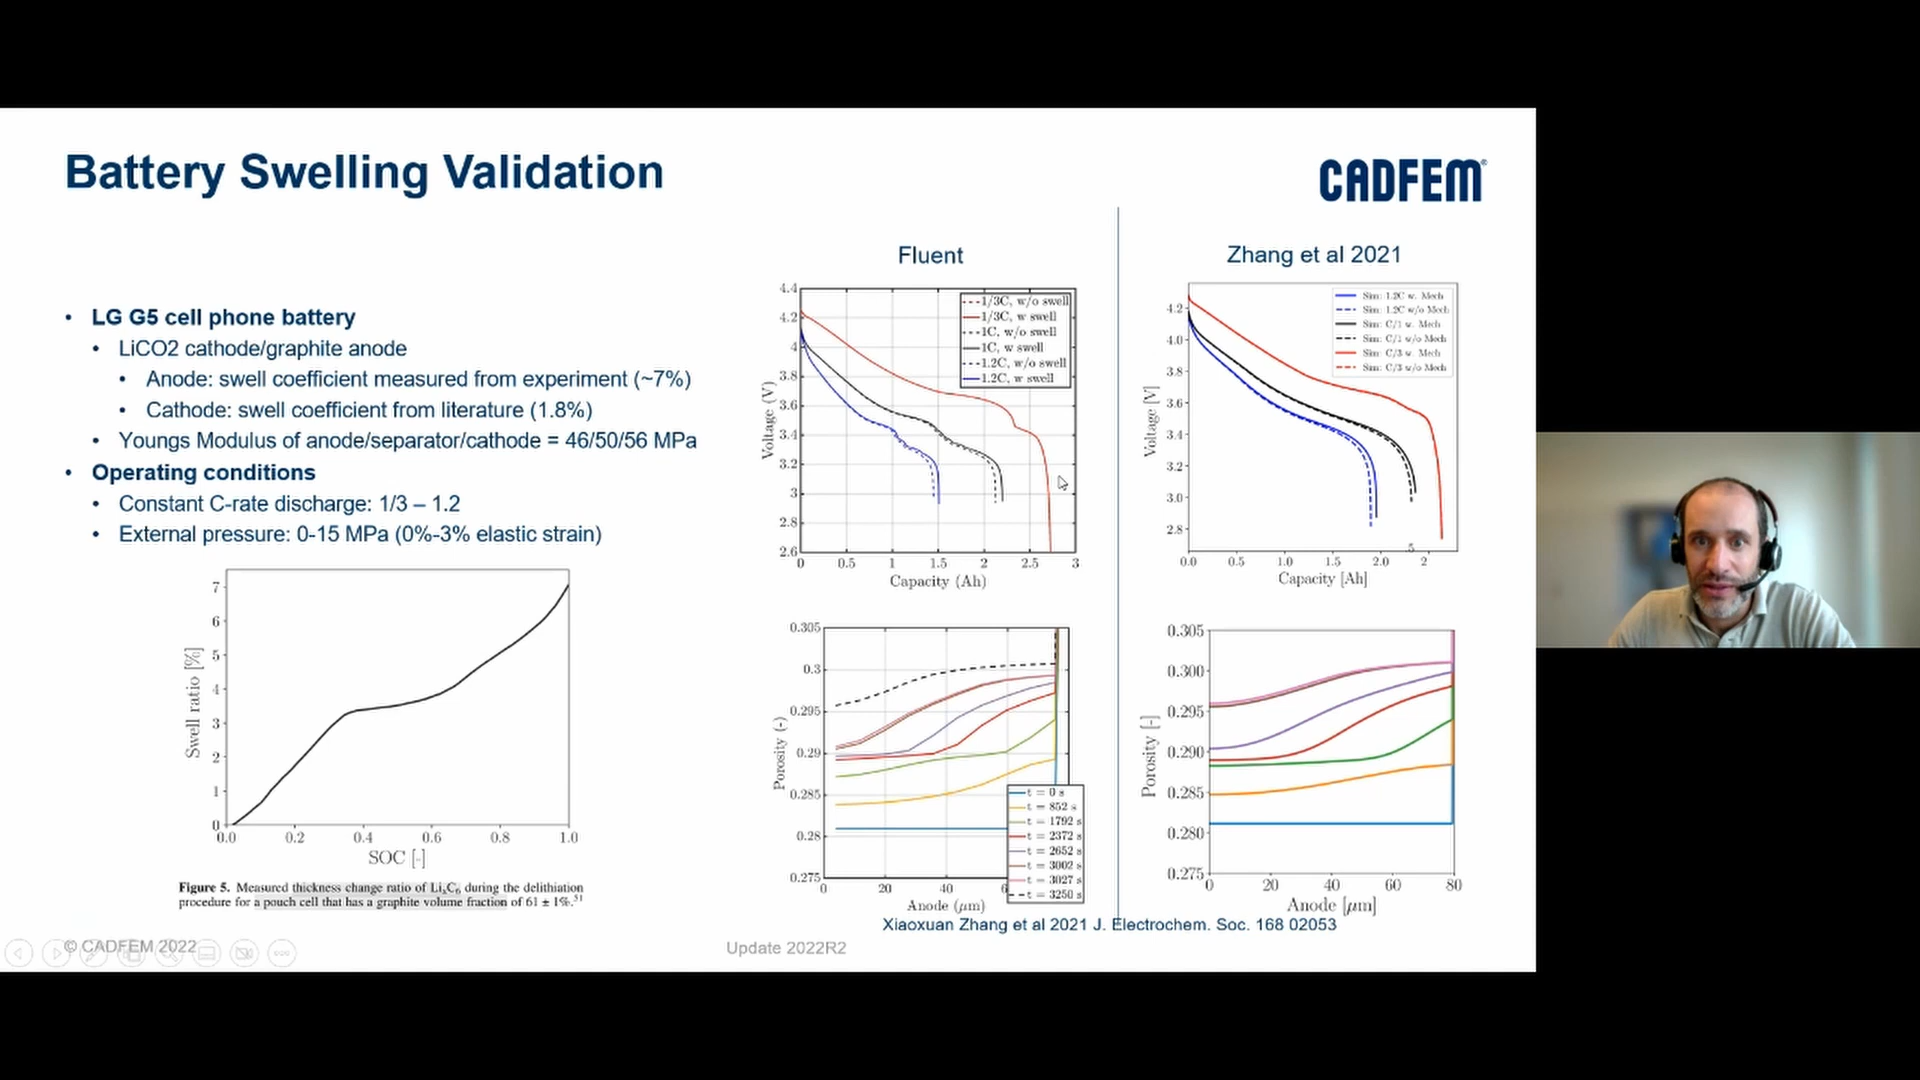 Battery Swelling Validation
CADFEM®
• LG G5 cell phone battery
• LiCO2 cathode/graphite anode
• Anode: swell coefficient measured from experiment (~7%)
• Cathode: swell coefficient from literature (1.8%)
• Youngs Modulus of anode/separator/cathode = 46/50/56 MPa
• Operating conditions
• Constant C-rate discharge: 1/3 – 1.2
• External pressure: 0-15 MPa (0%-3% elastic strain)
Swell ratio [%]
7
6
5
4
3
2
1
0
0.0 0.2 0.4 0.6 0.8 1.0
SOC [-]
Figure 5. Measured thickness change ratio of LiₓC₆ during the delithiation
procedure for a pouch cell that has a graphite volume fraction of 61 ± 1%.⁵¹
Fluent
Voltage (V)
4.4
4.2
4
3.8
3.6
3.4
3.2
3
2.8
2.6
1/3C, w/o swell
1/3C, w swell
1C, w/o swell
1C, w swell
1.2C, w/o swell
1.2C, w swell
0 0.5 1 1.5 2 2.5 3
Capacity (Ah)
Porosity (-)
0.305
0.3
0.295
0.29
0.285
0.28
0.275
t = 0 s
t = 852 s
t = 1792 s
t = 2372 s
t = 2652 s
t = 3002 s
t = 3027 s
t = 3250 s
0 20 40 6
Anode (µm)
Zhang et al 2021
Voltage [V]
4.2
4.0
3.8
3.6
3.4
3.2
3.0
2.8
Sim: 1.2C w. Mech
Sim: 1.2C w/o Mech
Sim: C/1 w. Mech
Sim: C/1 w/o Mech
Sim: C/3 w. Mech
Sim: C/3 w/o Mech
.5
0.0 0.5 1 1.5 2.0 2
Capacity [Ah]
Porosity [-]
0.305
0.300
0.295
0.290
0.285
0.280
0.275
0 20 40 60 80
Anode [µm]
Xiaoxuan Zhang et al 2021 J. Electrochem. Soc. 168 02053
© CADFEM 2022
Update 2022R2